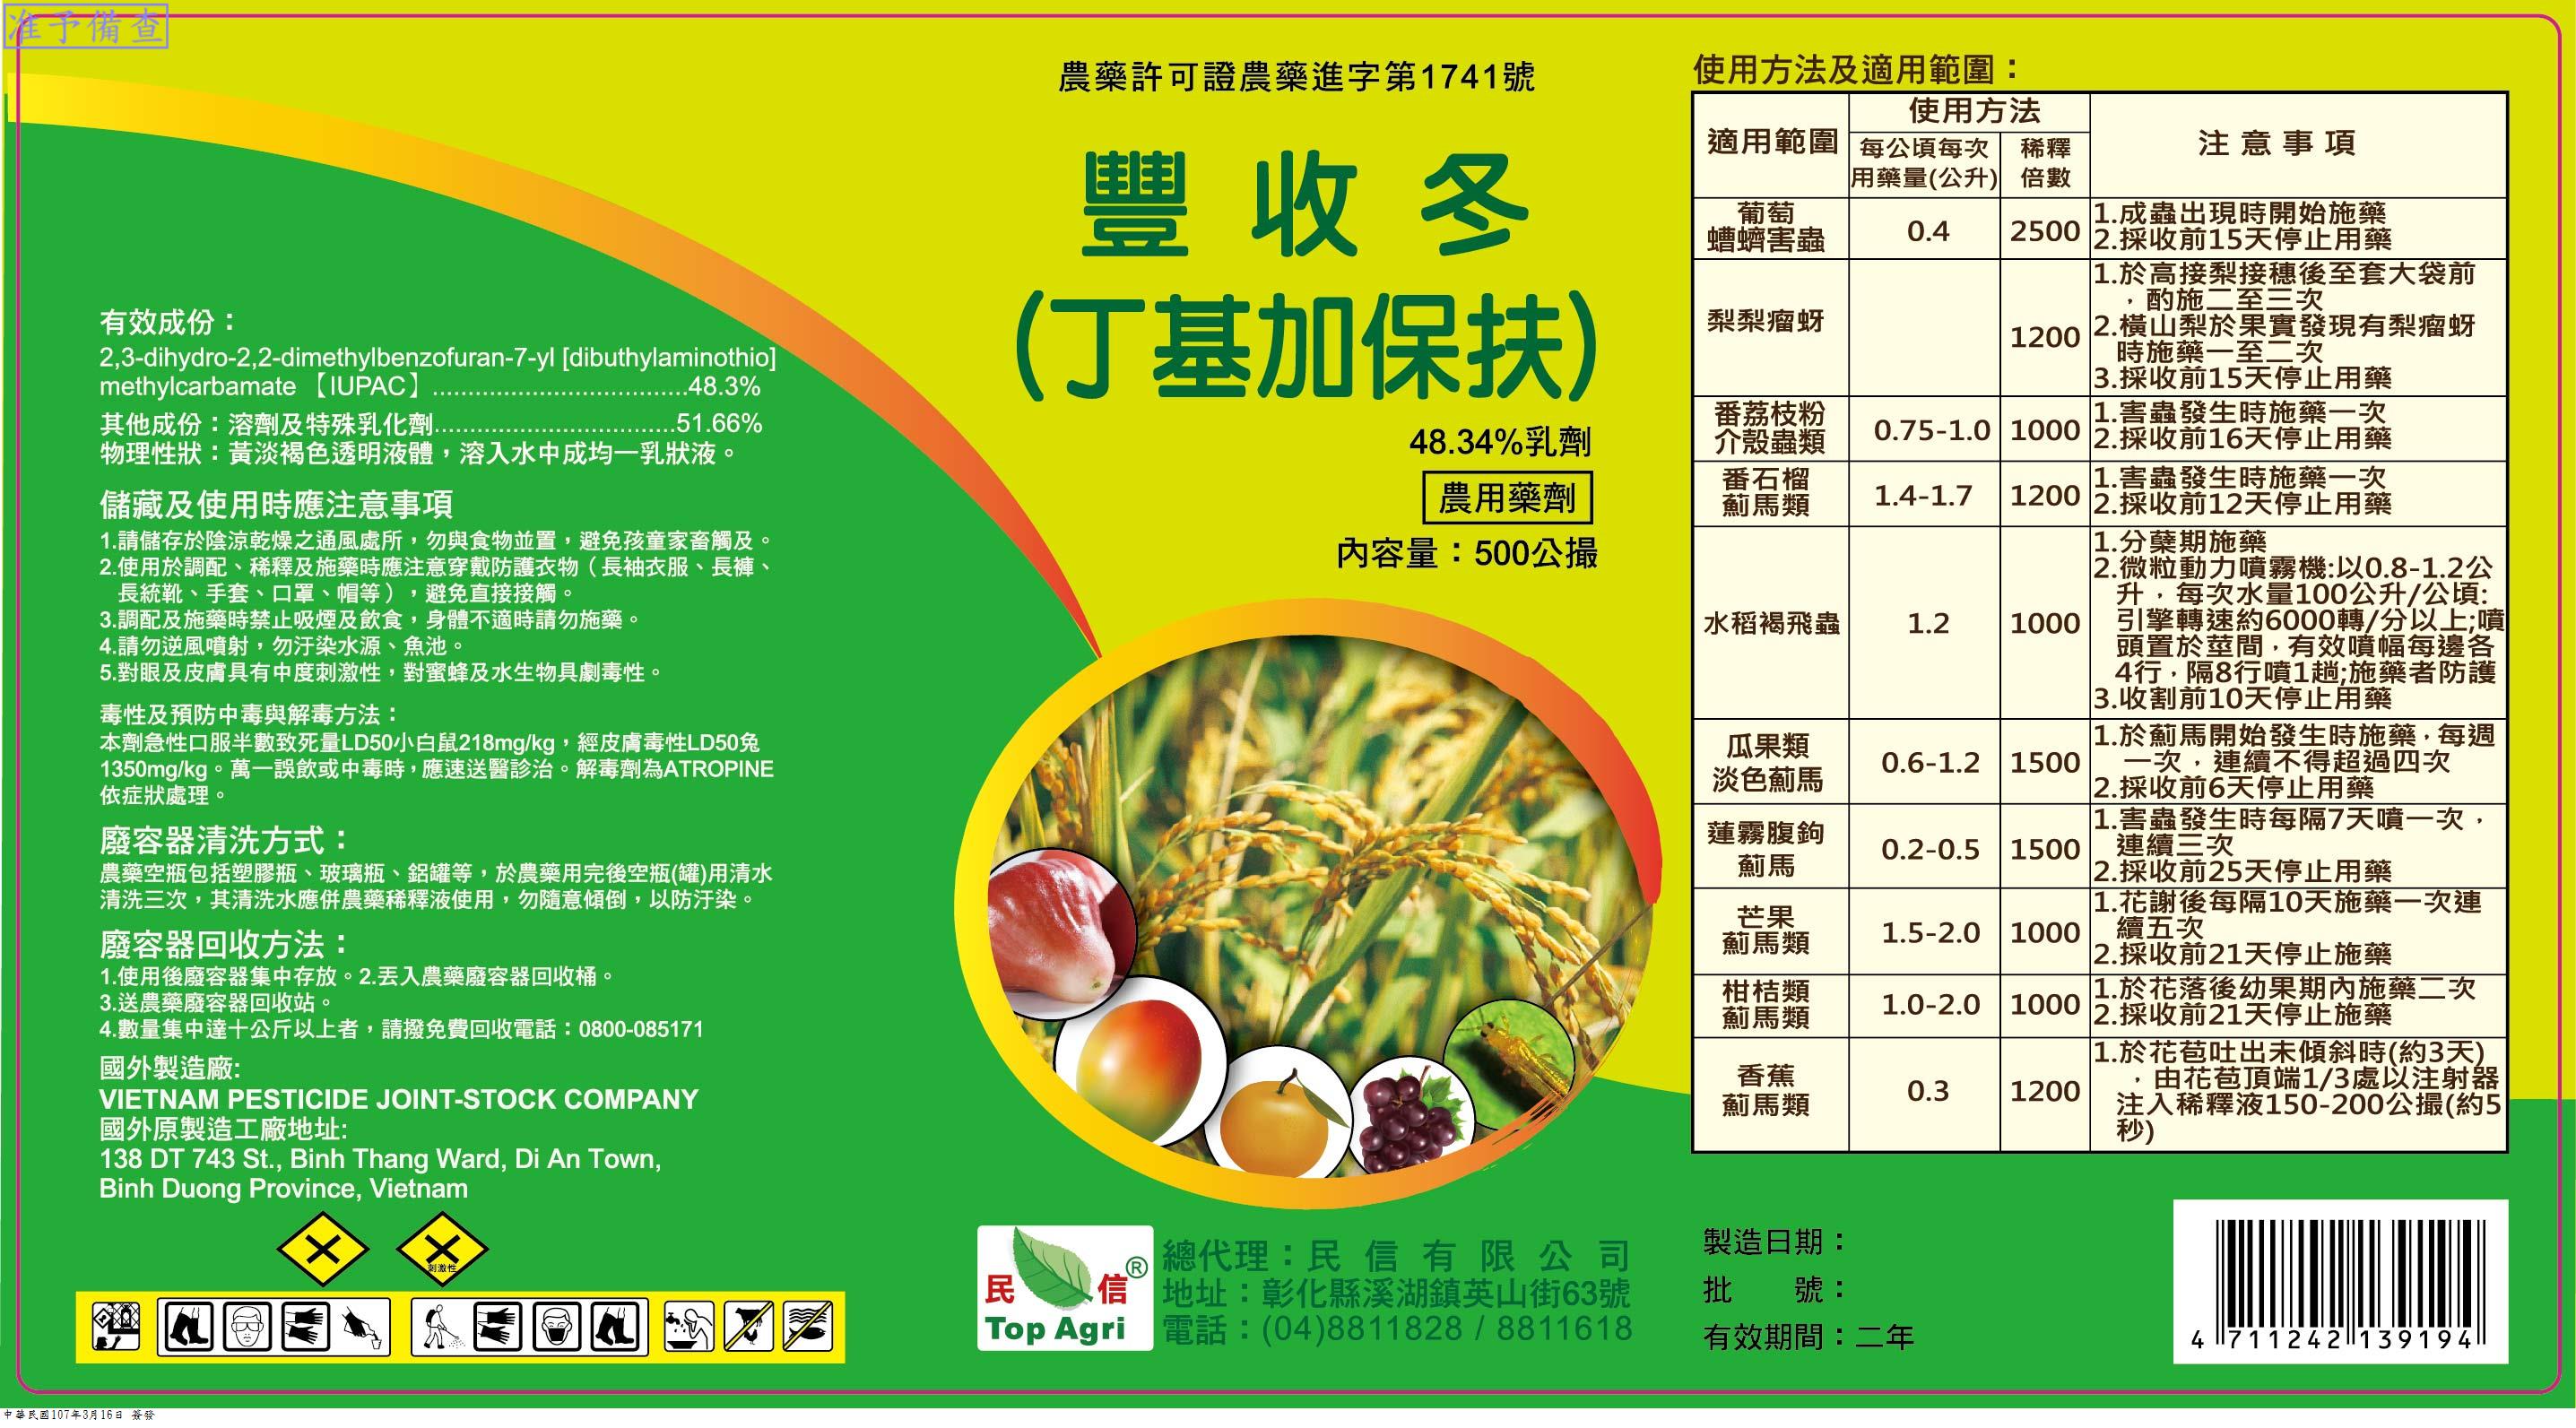 准予備查
農藥許可證農藥進字第1741號
豐收冬
(丁基加保扶)
48.34%乳劑
農用藥劑
內容量：500公撮
有效成份：
2,3-dihydro-2,2-dimethylbenzofuran-7-yl [dibuthylaminothio]
methylcarbamate 【IUPAC】....................................48.3%
其他成份：溶劑及特殊乳化劑..................................51.66%
物理性狀：黃淡褐色透明液體，溶入水中成均一乳狀液。
儲藏及使用時應注意事項
1.請儲存於陰涼乾燥之通風處所，勿與食物並置，避免孩童家畜觸及。
2.使用於調配、稀釋及施藥時應注意穿戴防護衣物（長袖衣服、長褲、
長統靴、手套、口罩、帽等），避免直接接觸。
3.調配及施藥時禁止吸煙及飲食，身體不適時請勿施藥。
4.請勿逆風噴射，勿汙染水源、魚池。
5.對眼及皮膚具有中度刺激性，對蜜蜂及水生物具劇毒性。
毒性及預防中毒與解毒方法：
本劑急性口服半數致死量LD50小白鼠218mg/kg，經皮膚毒性LD50兔
1350mg/kg。萬一誤飲或中毒時，應速送醫診治。解毒劑為ATROPINE
依症狀處理。
廢容器清洗方式：
農藥空瓶包括塑膠瓶、玻璃瓶、鋁罐等，於農藥用完後空瓶(罐)用清水
清洗三次，其清洗水應併農藥稀釋液使用，勿隨意傾倒，以防汙染。
廢容器回收方法：
1.使用後廢容器集中存放。2.丟入農藥廢容器回收桶。
3.送農藥廢容器回收站。
4.數量集中達十公斤以上者，請撥免費回收電話：0800-085171
國外製造廠:
VIETNAM PESTICIDE JOINT-STOCK COMPANY
國外原製造工廠地址:
138 DT 743 St., Binh Thang Ward, Di An Town,
Binh Duong Province, Vietnam
刺激性
民信®
Top Agri
總代理：民信有限公司
地址：彰化縣溪湖鎮英山街63號
電話：(04)8811828 / 8811618
使用方法及適用範圍：
適用範圍
使用方法
每公頃每次
用藥量(公升)
稀釋
倍數
注意事項
葡萄
蠐螬害蟲
0.4
2500
1.成蟲出現時開始施藥
2.採收前15天停止用藥
梨梨瘤蚜
1200
1.於高接梨接穗後至套大袋前
，酌施二至三次
2.橫山梨於果實發現有梨瘤蚜
時施藥一至二次
3.採收前15天停止用藥
番荔枝粉
介殼蟲類
0.75-1.0
1000
1.害蟲發生時施藥一次
2.採收前16天停止用藥
番石榴
薊馬類
1.4-1.7
1200
1.害蟲發生時施藥一次
2.採收前12天停止用藥
水稻褐飛蟲
1.2
1000
1.分蘗期施藥
2.微粒動力噴霧機:以0.8-1.2公
升，每次水量100公升/公頃:
引擎轉速約6000轉/分以上;噴
頭置於莖間，有效噴幅每邊各
4行，隔8行噴1趟;施藥者防護
3.收割前10天停止用藥
瓜果類
淡色薊馬
0.6-1.2
1500
1.於薊馬開始發生時施藥，每週
一次，連續不得超過四次
2.採收前6天停止用藥
蓮霧腹鉤
薊馬
0.2-0.5
1500
1.害蟲發生時每隔7天噴一次，
連續三次
2.採收前25天停止用藥
芒果
薊馬類
1.5-2.0
1000
1.花謝後每隔10天施藥一次連
續五次
2.採收前21天停止施藥
柑桔類
薊馬類
1.0-2.0
1000
1.於花落後幼果期內施藥二次
2.採收前21天停止施藥
香蕉
薊馬類
0.3
1200
1.於花苞吐出未傾斜時(約3天)
，由花苞頂端1/3處以注射器
注入稀釋液150-200公撮(約5
秒)
製造日期：
批　號：
有效期間：二年
4 711242 139194
中華民國107年3月16日 簽發